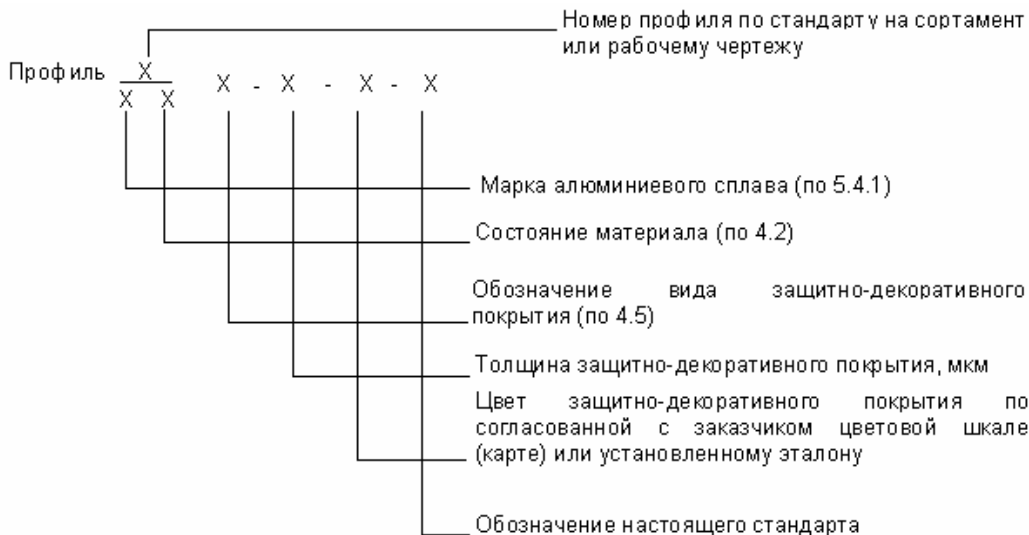 Номер профиля по стандарту на сортамент
или рабочему чертежу
Профиль X
X X X - X - X - X
Марка алюминиевого сплава (по 5.4.1)
Состояние материала (по 4.2)
Обозначение вида защитно-декоративного
покрытия (по 4.5)
Толщина защитно-декоративного покрытия, мкм
Цвет защитно-декоративного покрытия по
согласованной с заказчиком цветовой шкале
(карте) или установленному эталону
Обозначение настоящего стандарта